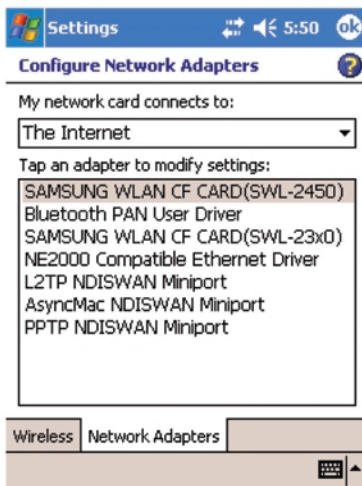 Settings 5:50 ok
Configure Network Adapters ?
My network card connects to:
The Internet
Tap an adapter to modify settings:
SAMSUNG WLAN CF CARD(SWL-2450)
Bluetooth PAN User Driver
SAMSUNG WLAN CF CARD(SWL-23x0)
NE2000 Compatible Ethernet Driver
L2TP NDISWAN Miniport
AsyncMac NDISWAN Miniport
PPTP NDISWAN Miniport
Wireless Network Adapters